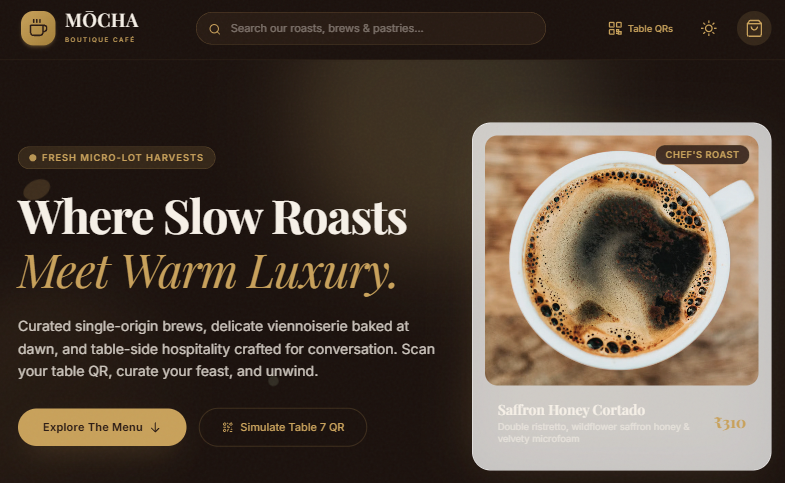 MŌCHA
BOUTIQUE CAFÉ
Search our roasts, brews & pastries...
Table QRs
FRESH MICRO-LOT HARVESTS
Where Slow Roasts
Meet Warm Luxury.
Curated single-origin brews, delicate viennoiserie baked at
dawn, and table-side hospitality crafted for conversation. Scan
your table QR, curate your feast, and unwind.
Explore The Menu ↓
Simulate Table 7 QR
CHEF'S ROAST
Saffron Honey Cortado
Double ristretto, wildflower saffron honey &
velvety microfoam
₹310